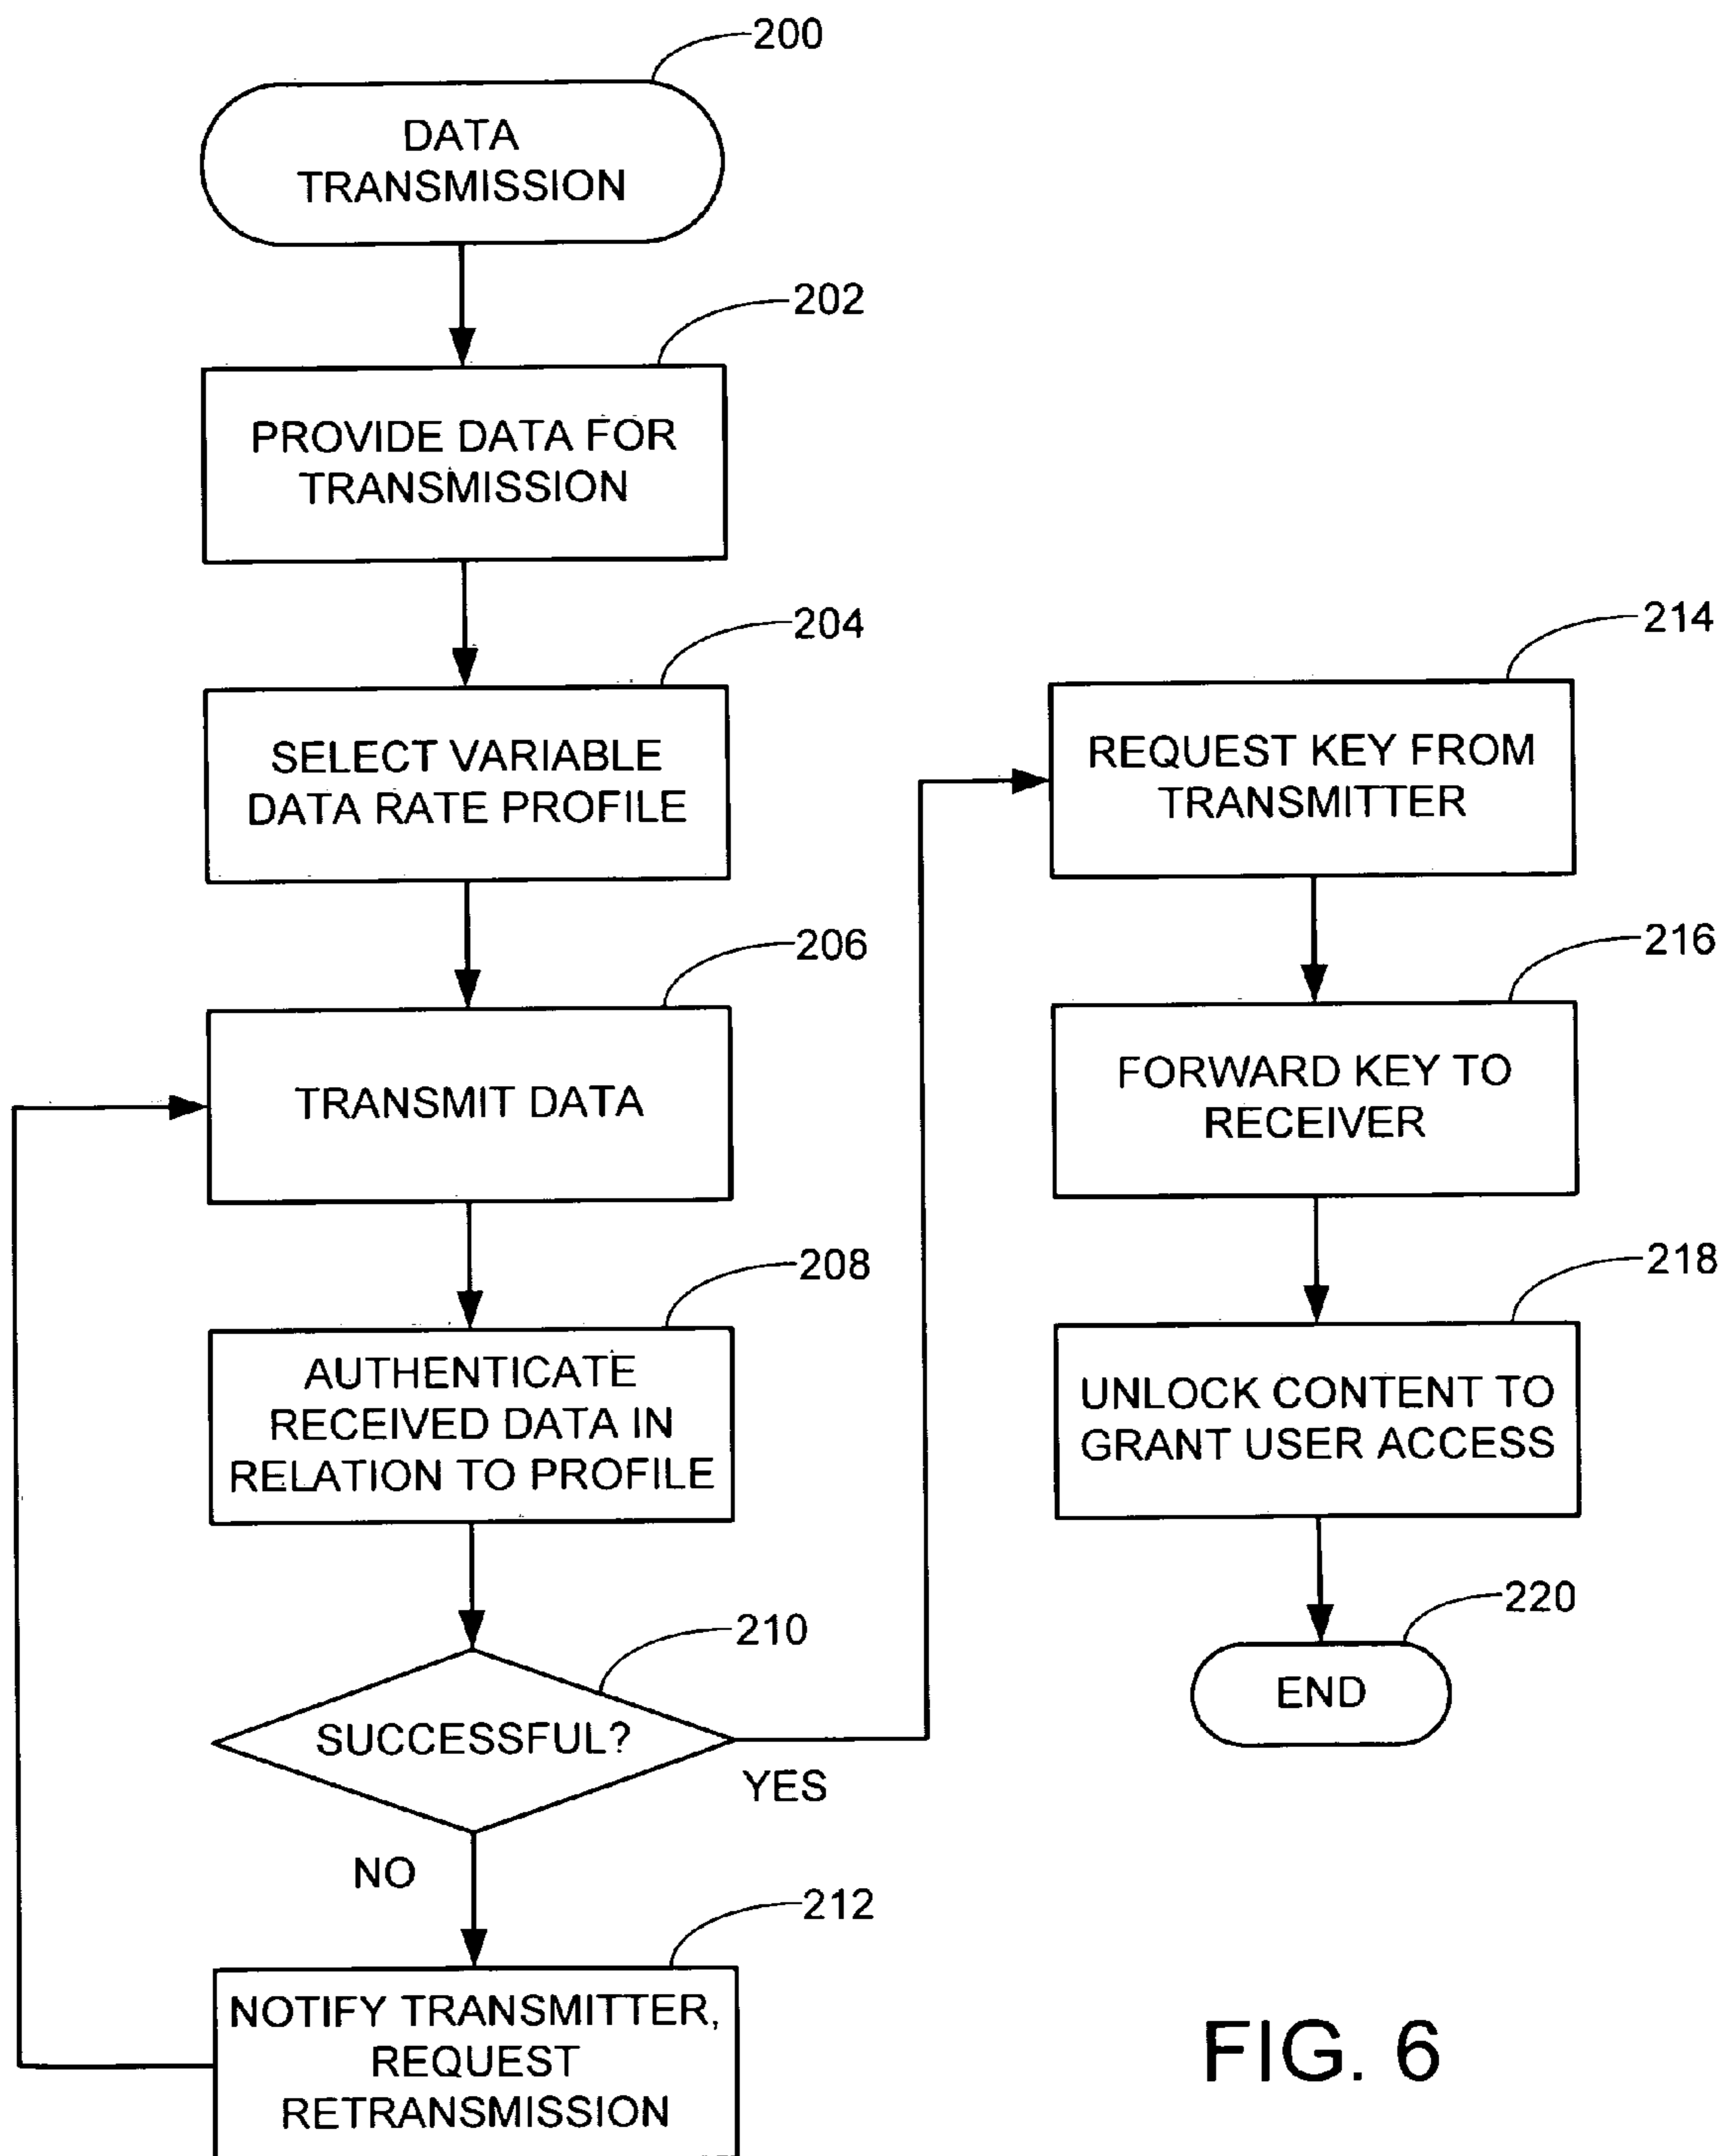 200
DATA
TRANSMISSION
202
PROVIDE DATA FOR
TRANSMISSION
204
SELECT VARIABLE
DATA RATE PROFILE
206
TRANSMIT DATA
208
AUTHENTICATE
RECEIVED DATA IN
RELATION TO PROFILE
210
SUCCESSFUL?
YES
NO
212
NOTIFY TRANSMITTER,
REQUEST
RETRANSMISSION
214
REQUEST KEY FROM
TRANSMITTER
216
FORWARD KEY TO
RECEIVER
218
UNLOCK CONTENT TO
GRANT USER ACCESS
220
END
FIG. 6